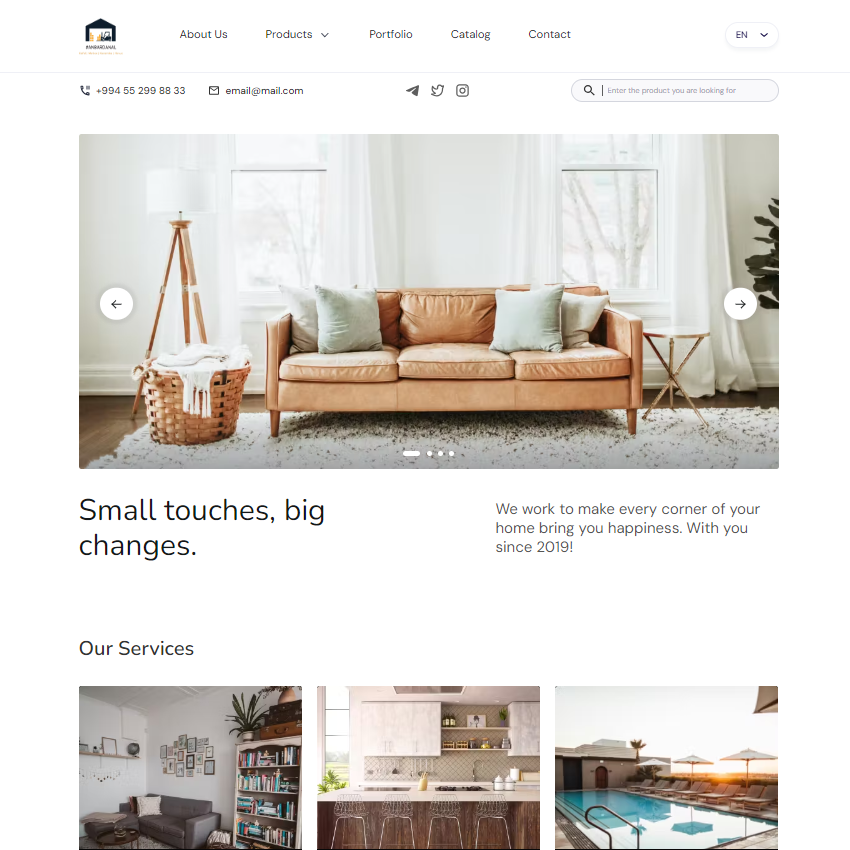 About Us
Products
Portfolio
Catalog
Contact
EN
+994 55 299 88 33
email@mail.com
Enter the product you are looking for
Small touches, big
changes.
We work to make every corner of your
home bring you happiness. With you
since 2019!
Our Services